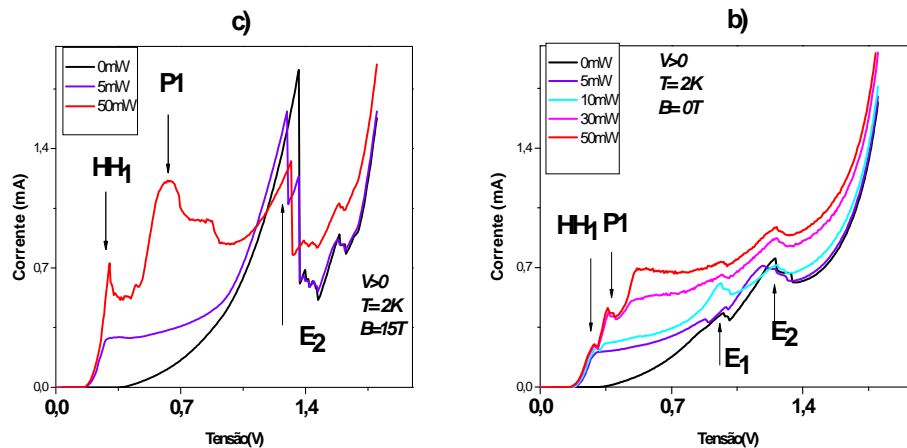 c)
Corrente (mA)
1,4
0,7
0,0
0mW
5mW
50mW
P1
HH1
E2
V>0
T=2K
B=15T
0,0 0,7 1,4
Tensão(V)
b)
Corrente (mA)
1,4
0,7
0,0
0mW
5mW
10mW
30mW
50mW
V>0
T=2K
B=0T
HH1 P1
E1
E2
0,0 0,7 1,4
Tensão(V)